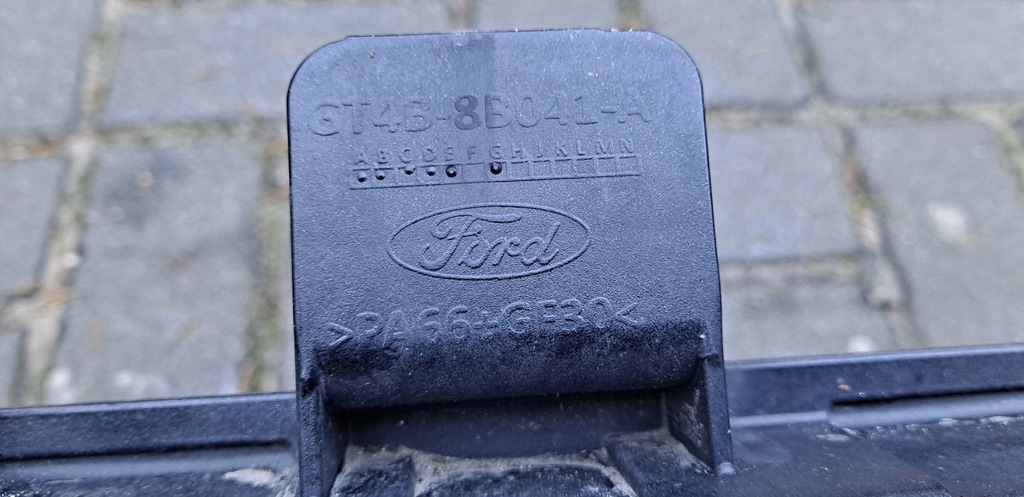 GT4B-8B041-A
A B C D E F G H J K L M N
Ford
>PA66+GF30<